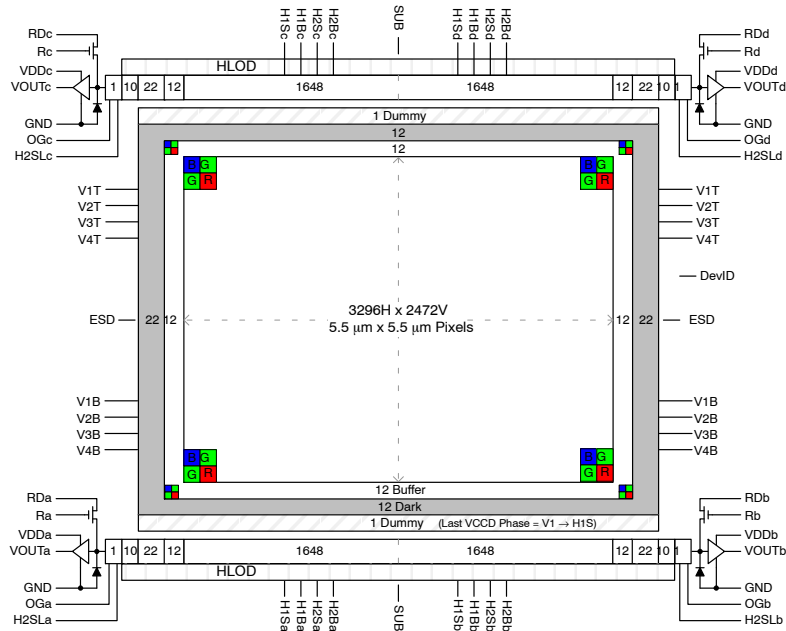 H1Sc H1Bc H2Sc H2Bc SUB H1Sd H1Bd H2Sd H2Bd
RDc RDd
Rc Rd
HLOD
VDDc VDDd
VOUTc 1 10 22 12 1648 1648 12 22 10 1 VOUTd
1 Dummy
GND GND
OGc 12 OGd
12
H2SLc H2SLd
B G B G
G R G R
V1T V1T
V2T V2T
V3T V3T
V4T V4T
DevID
3296H x 2472V
ESD 22 12 12 22 ESD
5.5 μm x 5.5 μm Pixels
V1B V1B
V2B V2B
V3B V3B
V4B V4B
B G B G
G R G R
12 Buffer
RDa RDb
12 Dark
Ra Rb
1 Dummy (Last VCCD Phase = V1 → H1S)
VDDa VDDb
VOUTa 1 10 22 12 1648 1648 12 22 10 1 VOUTb
HLOD
GND GND
OGa OGb
H2SLa H2SLb
H1Sa H1Ba H2Sa H2Ba SUB H1Sb H1Bb H2Sb H2Bb